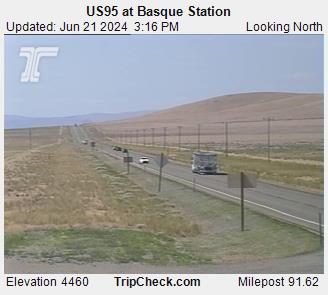 US95 at Basque Station
Updated: Jun 21 2024 3:16 PM Looking North
Elevation 4460 TripCheck.com Milepost 91.62